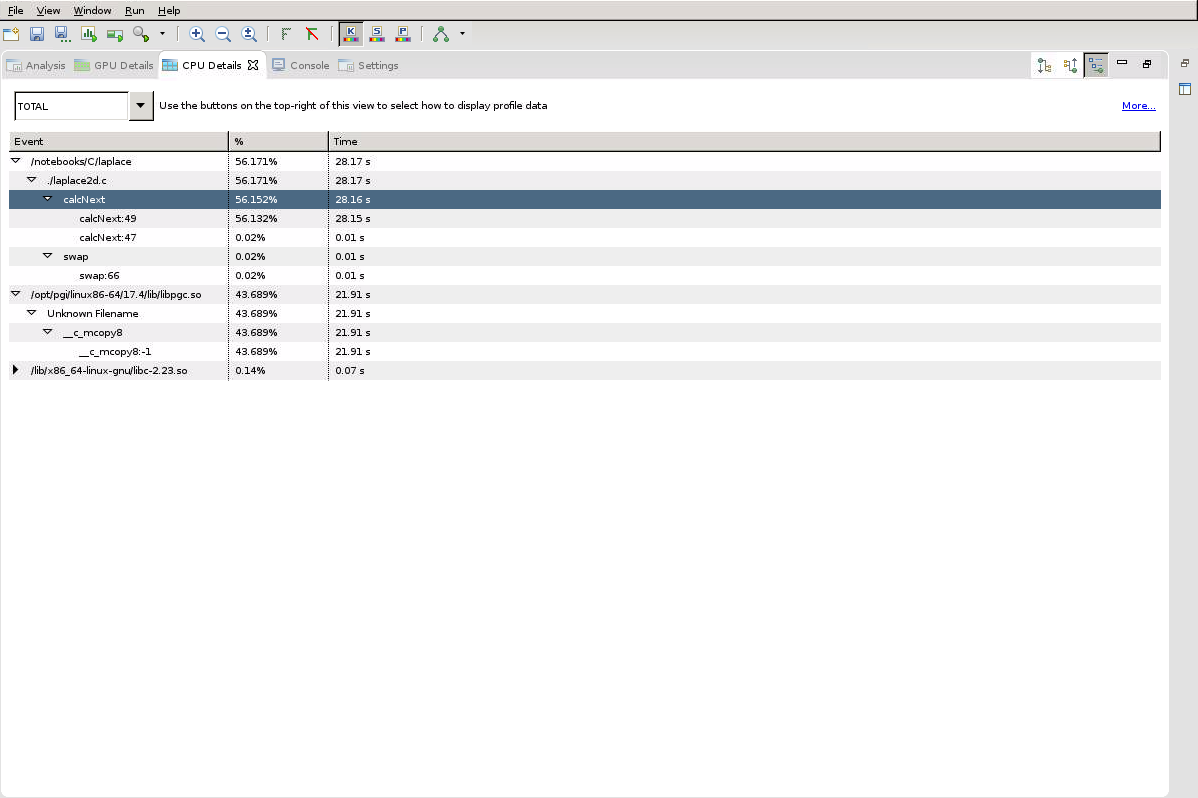 File View Window Run Help
K S P
Analysis GPU Details CPU Details Console Settings
TOTAL Use the buttons on the top-right of this view to select how to display profile data More...
Event % Time
/notebooks/C/laplace 56.171% 28.17 s
./laplace2d.c 56.171% 28.17 s
calcNext 56.152% 28.16 s
calcNext:49 56.132% 28.15 s
calcNext:47 0.02% 0.01 s
swap 0.02% 0.01 s
swap:66 0.02% 0.01 s
/opt/pgi/linux86-64/17.4/lib/libpgc.so 43.689% 21.91 s
Unknown Filename 43.689% 21.91 s
__c_mcopy8 43.689% 21.91 s
__c_mcopy8:-1 43.689% 21.91 s
/lib/x86_64-linux-gnu/libc-2.23.so 0.14% 0.07 s